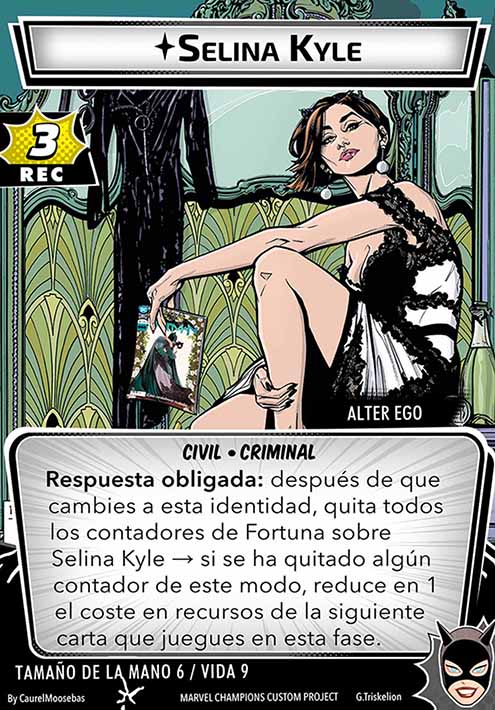 SELINA KYLE
3
REC
ALTER EGO
CIVIL • CRIMINAL
Respuesta obligada: después de que
cambies a esta identidad, quita todos
los contadores de Fortuna sobre
Selina Kyle → si se ha quitado algún
contador de este modo, reduce en 1
el coste en recursos de la siguiente
carta que juegues en esta fase.
TAMAÑO DE LA MANO 6 / VIDA 9
By CaurelMoosebas
MARVEL CHAMPIONS CUSTOM PROJECT
G.Triskelion